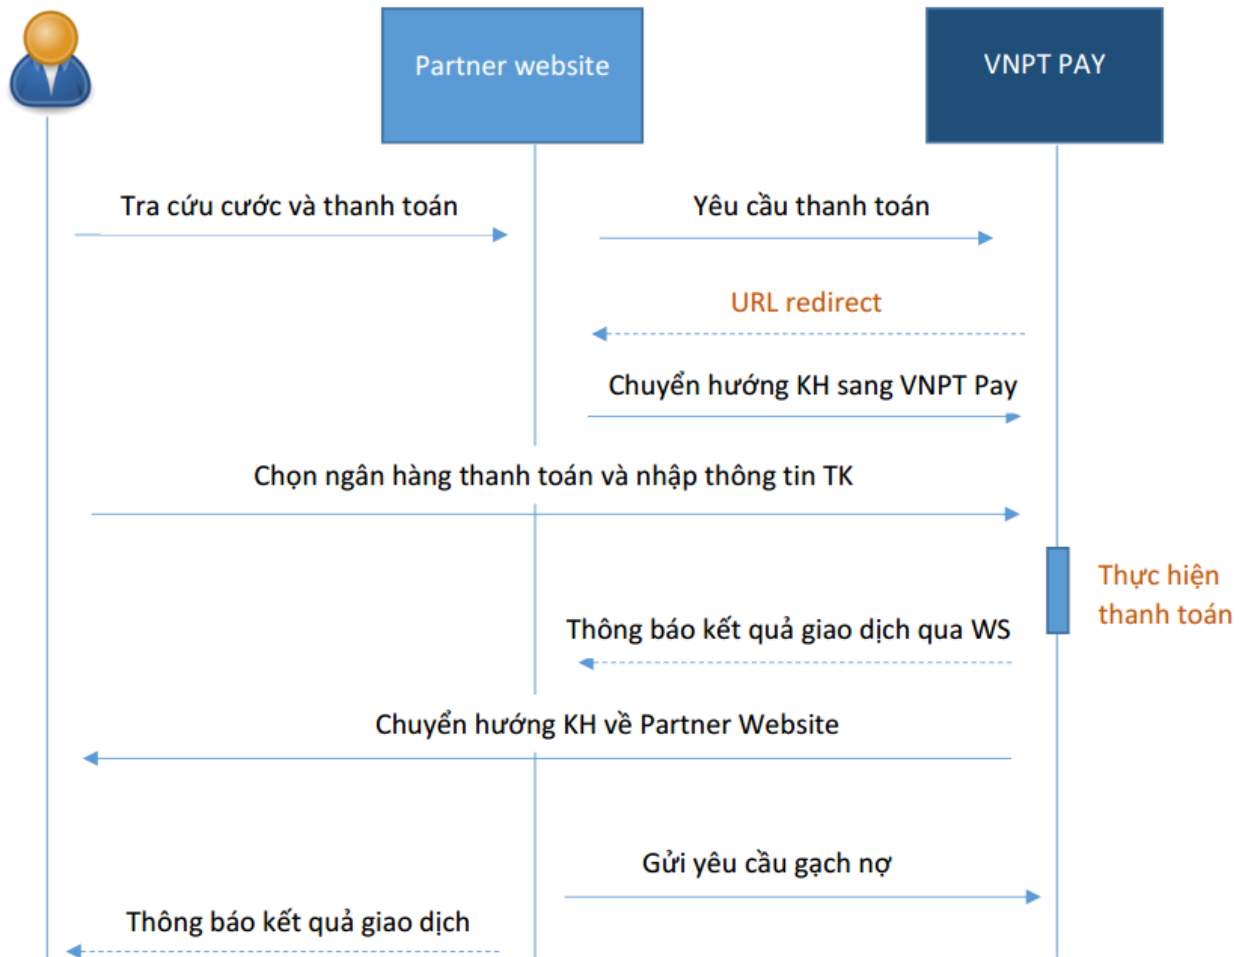 Partner website
VNPT PAY
Tra cứu cước và thanh toán
Yêu cầu thanh toán
URL redirect
Chuyển hướng KH sang VNPT Pay
Chọn ngân hàng thanh toán và nhập thông tin TK
Thực hiện
thanh toán
Thông báo kết quả giao dịch qua WS
Chuyển hướng KH về Partner Website
Gửi yêu cầu gạch nợ
Thông báo kết quả giao dịch